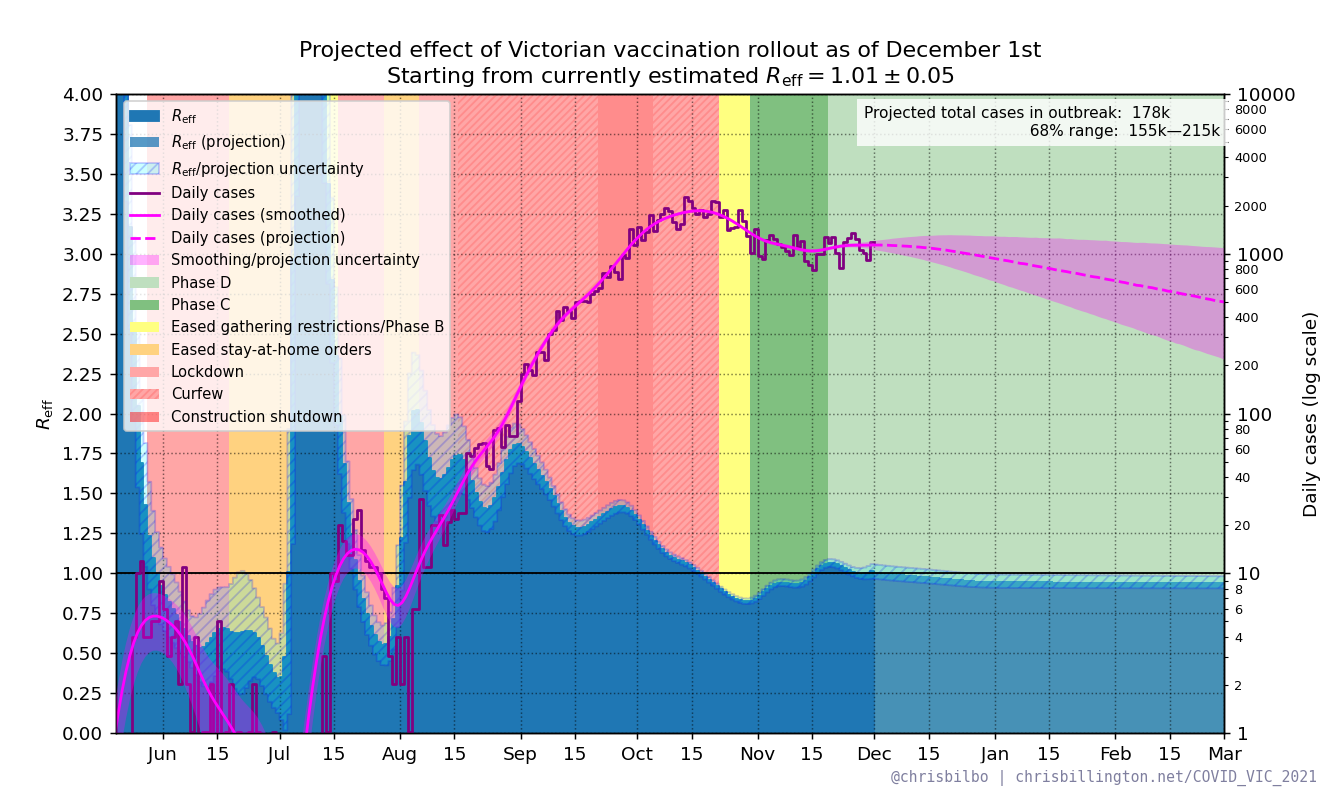 Projected effect of Victorian vaccination rollout as of December 1st
Starting from currently estimated Reff = 1.01 ± 0.05
Projected total cases in outbreak: 178k
68% range: 155k—215k
Reff
Reff (projection)
Reff/projection uncertainty
Daily cases
Daily cases (smoothed)
Daily cases (projection)
Smoothing/projection uncertainty
Phase D
Phase C
Eased gathering restrictions/Phase B
Eased stay-at-home orders
Lockdown
Curfew
Construction shutdown
Reff
4.00
3.75
3.50
3.25
3.00
2.75
2.50
2.25
2.00
1.75
1.50
1.25
1.00
0.75
0.50
0.25
0.00
10000
8000
6000
4000
2000
1000
800
600
400
200
100
80
60
40
20
10
8
6
4
2
1
Daily cases (log scale)
Jun 15 Jul 15 Aug 15 Sep 15 Oct 15 Nov 15 Dec 15 Jan 15 Feb 15 Mar
@chrisbilbo | chrisbillington.net/COVID_VIC_2021